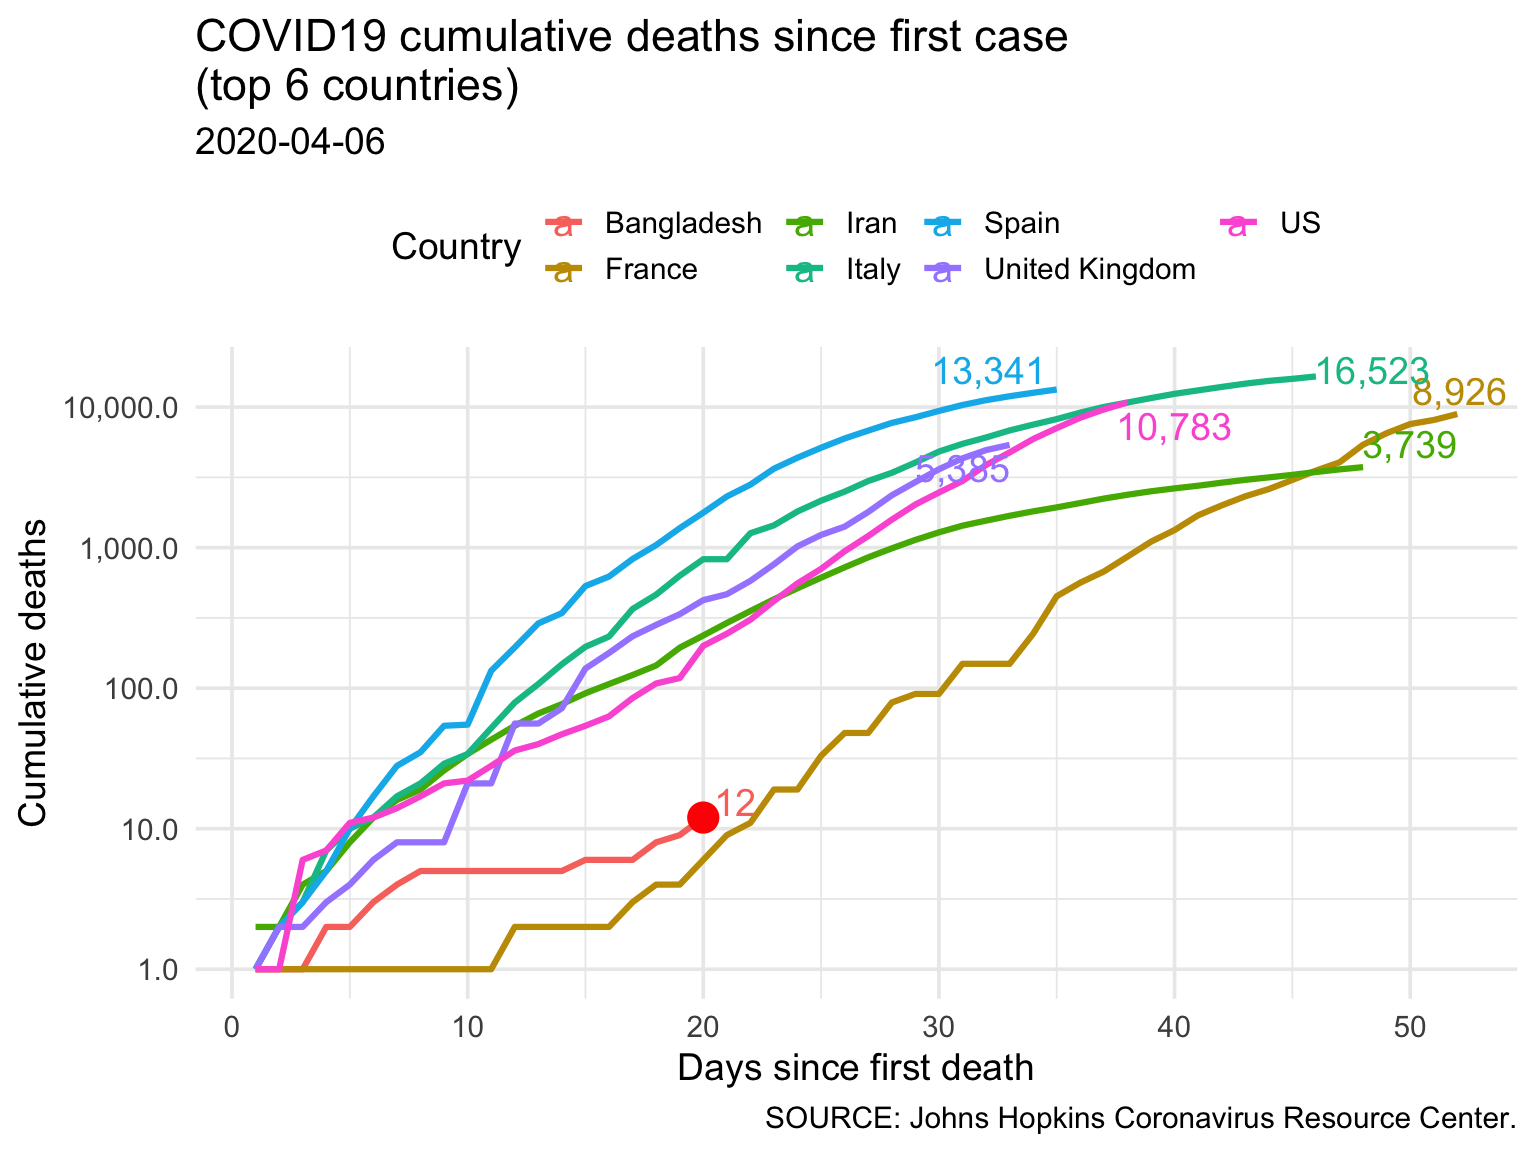 COVID19 cumulative deaths since first case
(top 6 countries)
2020-04-06
Country
a Bangladesh a Iran a Spain a US
a France a Italy a United Kingdom
13,341
16,523
8,926
10,783
3,739
5,385
12
10,000.0
1,000.0
100.0
10.0
1.0
Cumulative deaths
0 10 20 30 40 50
Days since first death
SOURCE: Johns Hopkins Coronavirus Resource Center.